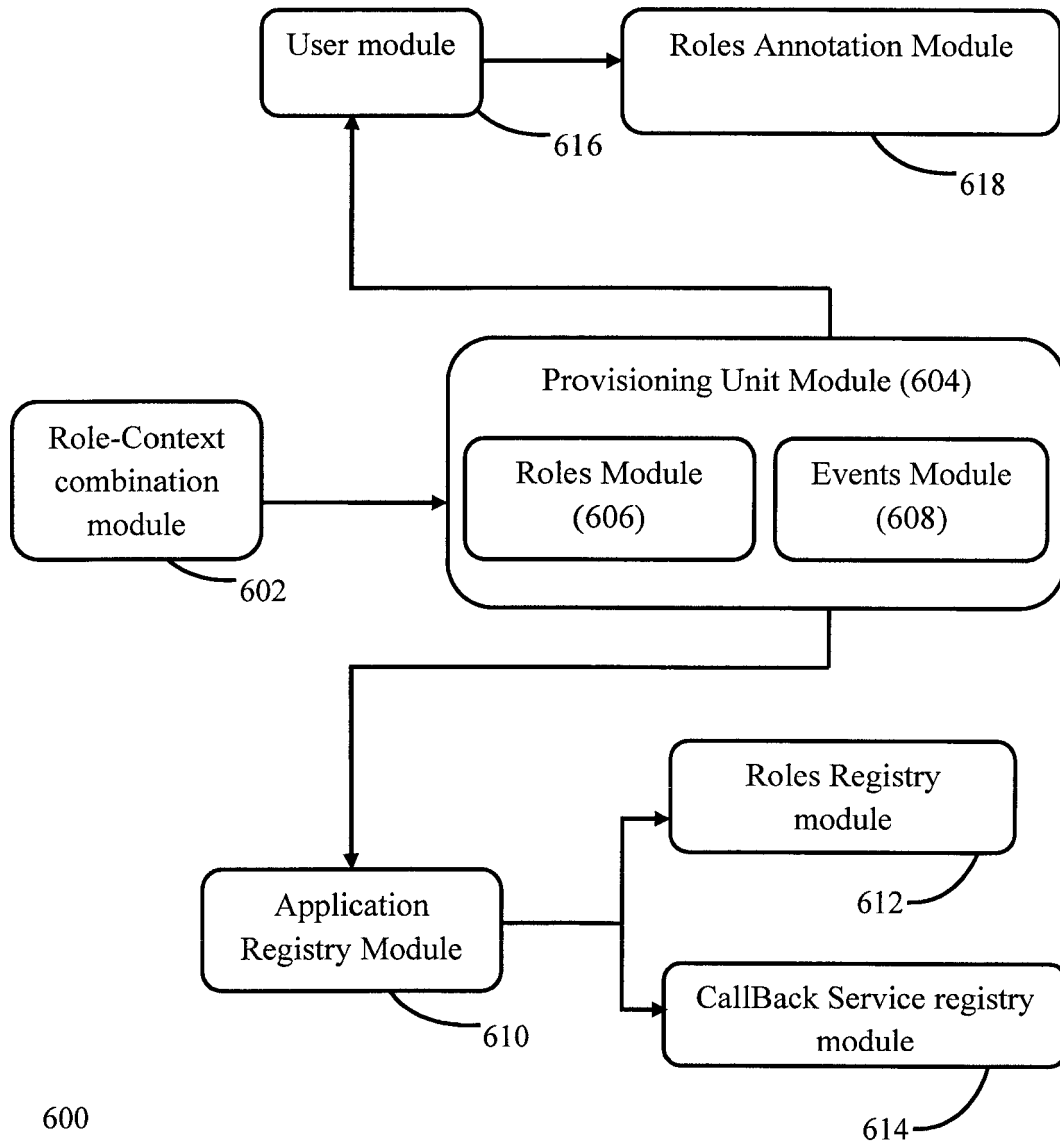 User module
Roles Annotation Module
616
618
Provisioning Unit Module (604)
Role-Context
combination
module
602
Roles Module
(606)
Events Module
(608)
Roles Registry
module
612
Application
Registry Module
610
CallBack Service registry
module
614
600